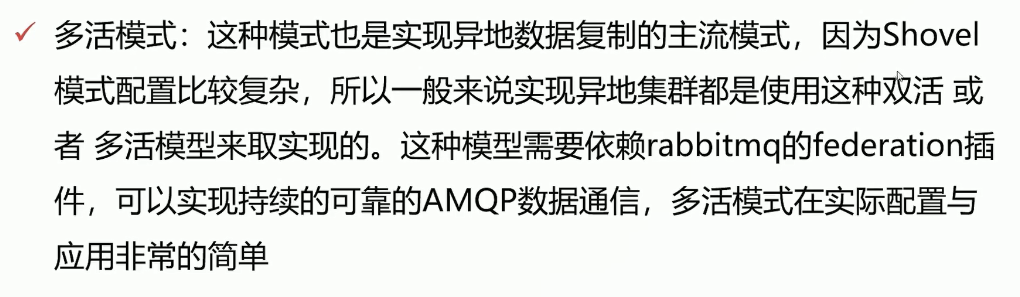 ✓ 多活模式：这种模式也是实现异地数据复制的主流模式，因为Shovel
模式配置比较复杂，所以一般来说实现异地集群都是使用这种双活 或
者 多活模型来取实现的。这种模型需要依赖rabbitmq的federation插
件，可以实现持续的可靠的AMQP数据通信，多活模式在实际配置与
应用非常的简单